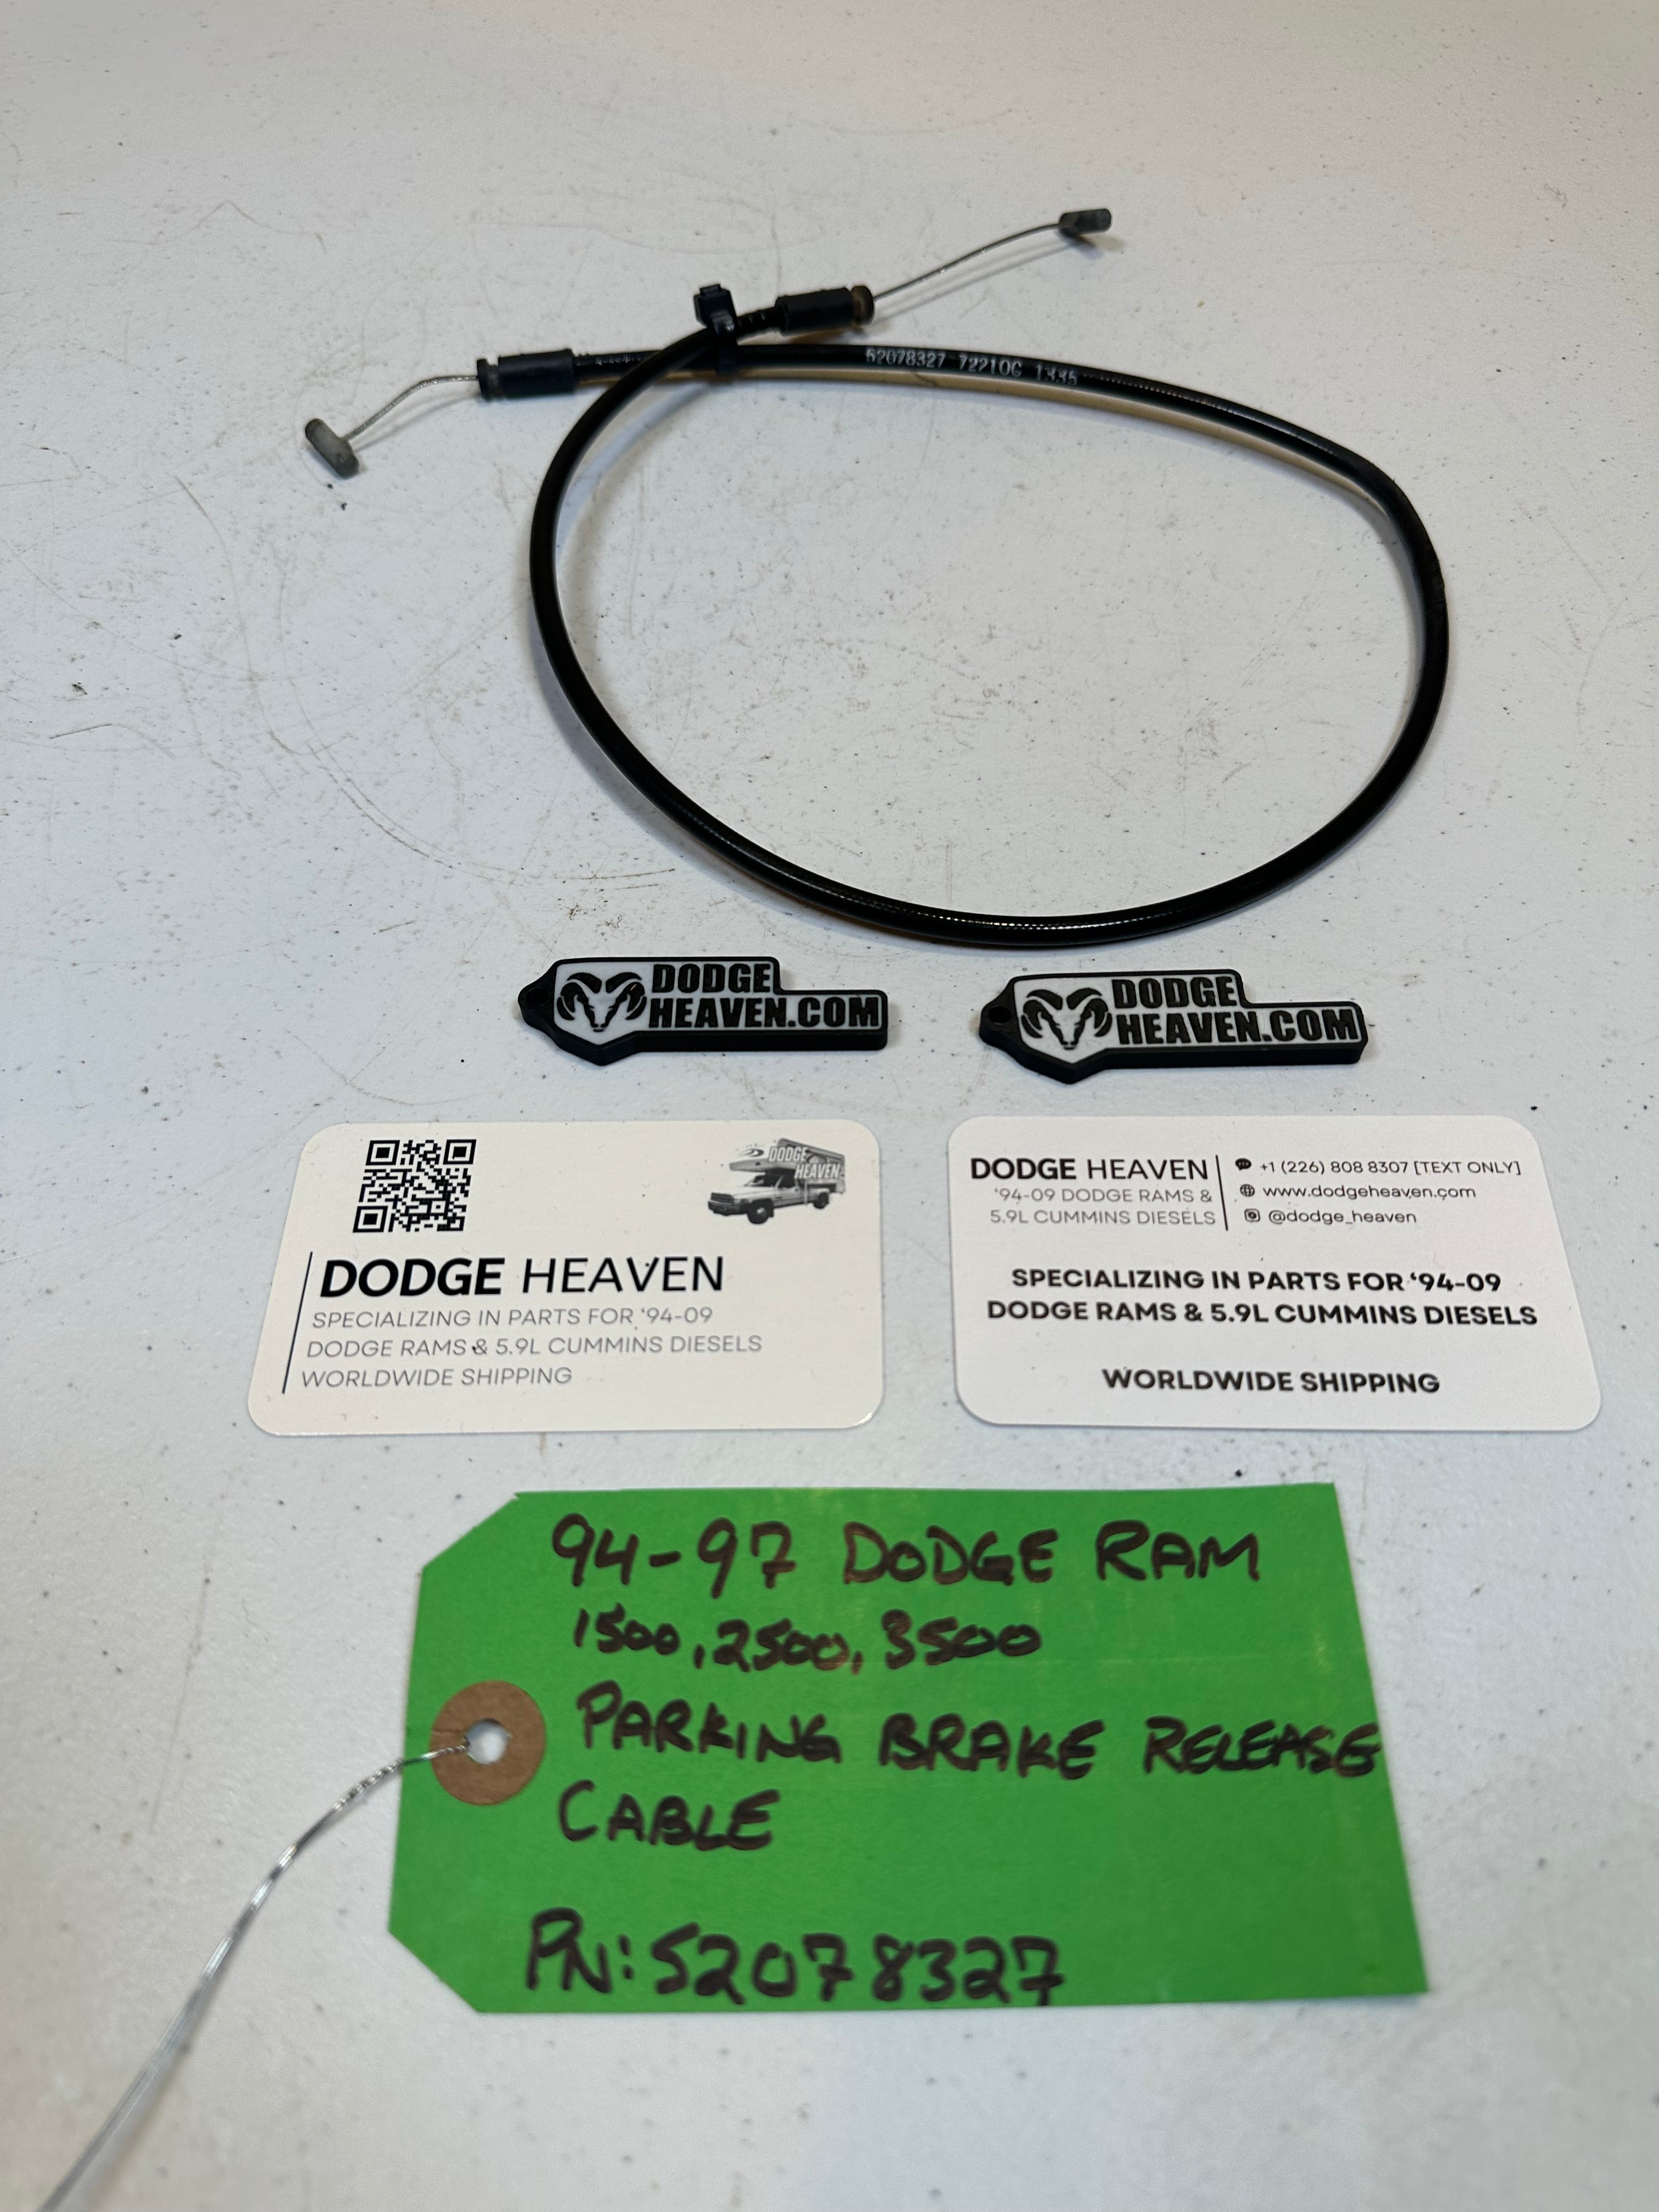 52078327 72210C 1335
DODGE
HEAVEN.COM
DODGE
HEAVEN.COM
DODGE
HEAVEN
DODGE HEAVEN
SPECIALIZING IN PARTS FOR ‘94-09
DODGE RAMS & 5.9L CUMMINS DIESELS
WORLDWIDE SHIPPING
DODGE HEAVEN
‘94-09 DODGE RAMS &
5.9L CUMMINS DIESELS
+1 (226) 808 8307 [TEXT ONLY]
www.dodgeheaven.com
@dodge_heaven
SPECIALIZING IN PARTS FOR ‘94-09
DODGE RAMS & 5.9L CUMMINS DIESELS
WORLDWIDE SHIPPING
94-97 DODGE RAM
1500, 2500, 3500
PARKING BRAKE RELEASE
CABLE
PN: 52078327